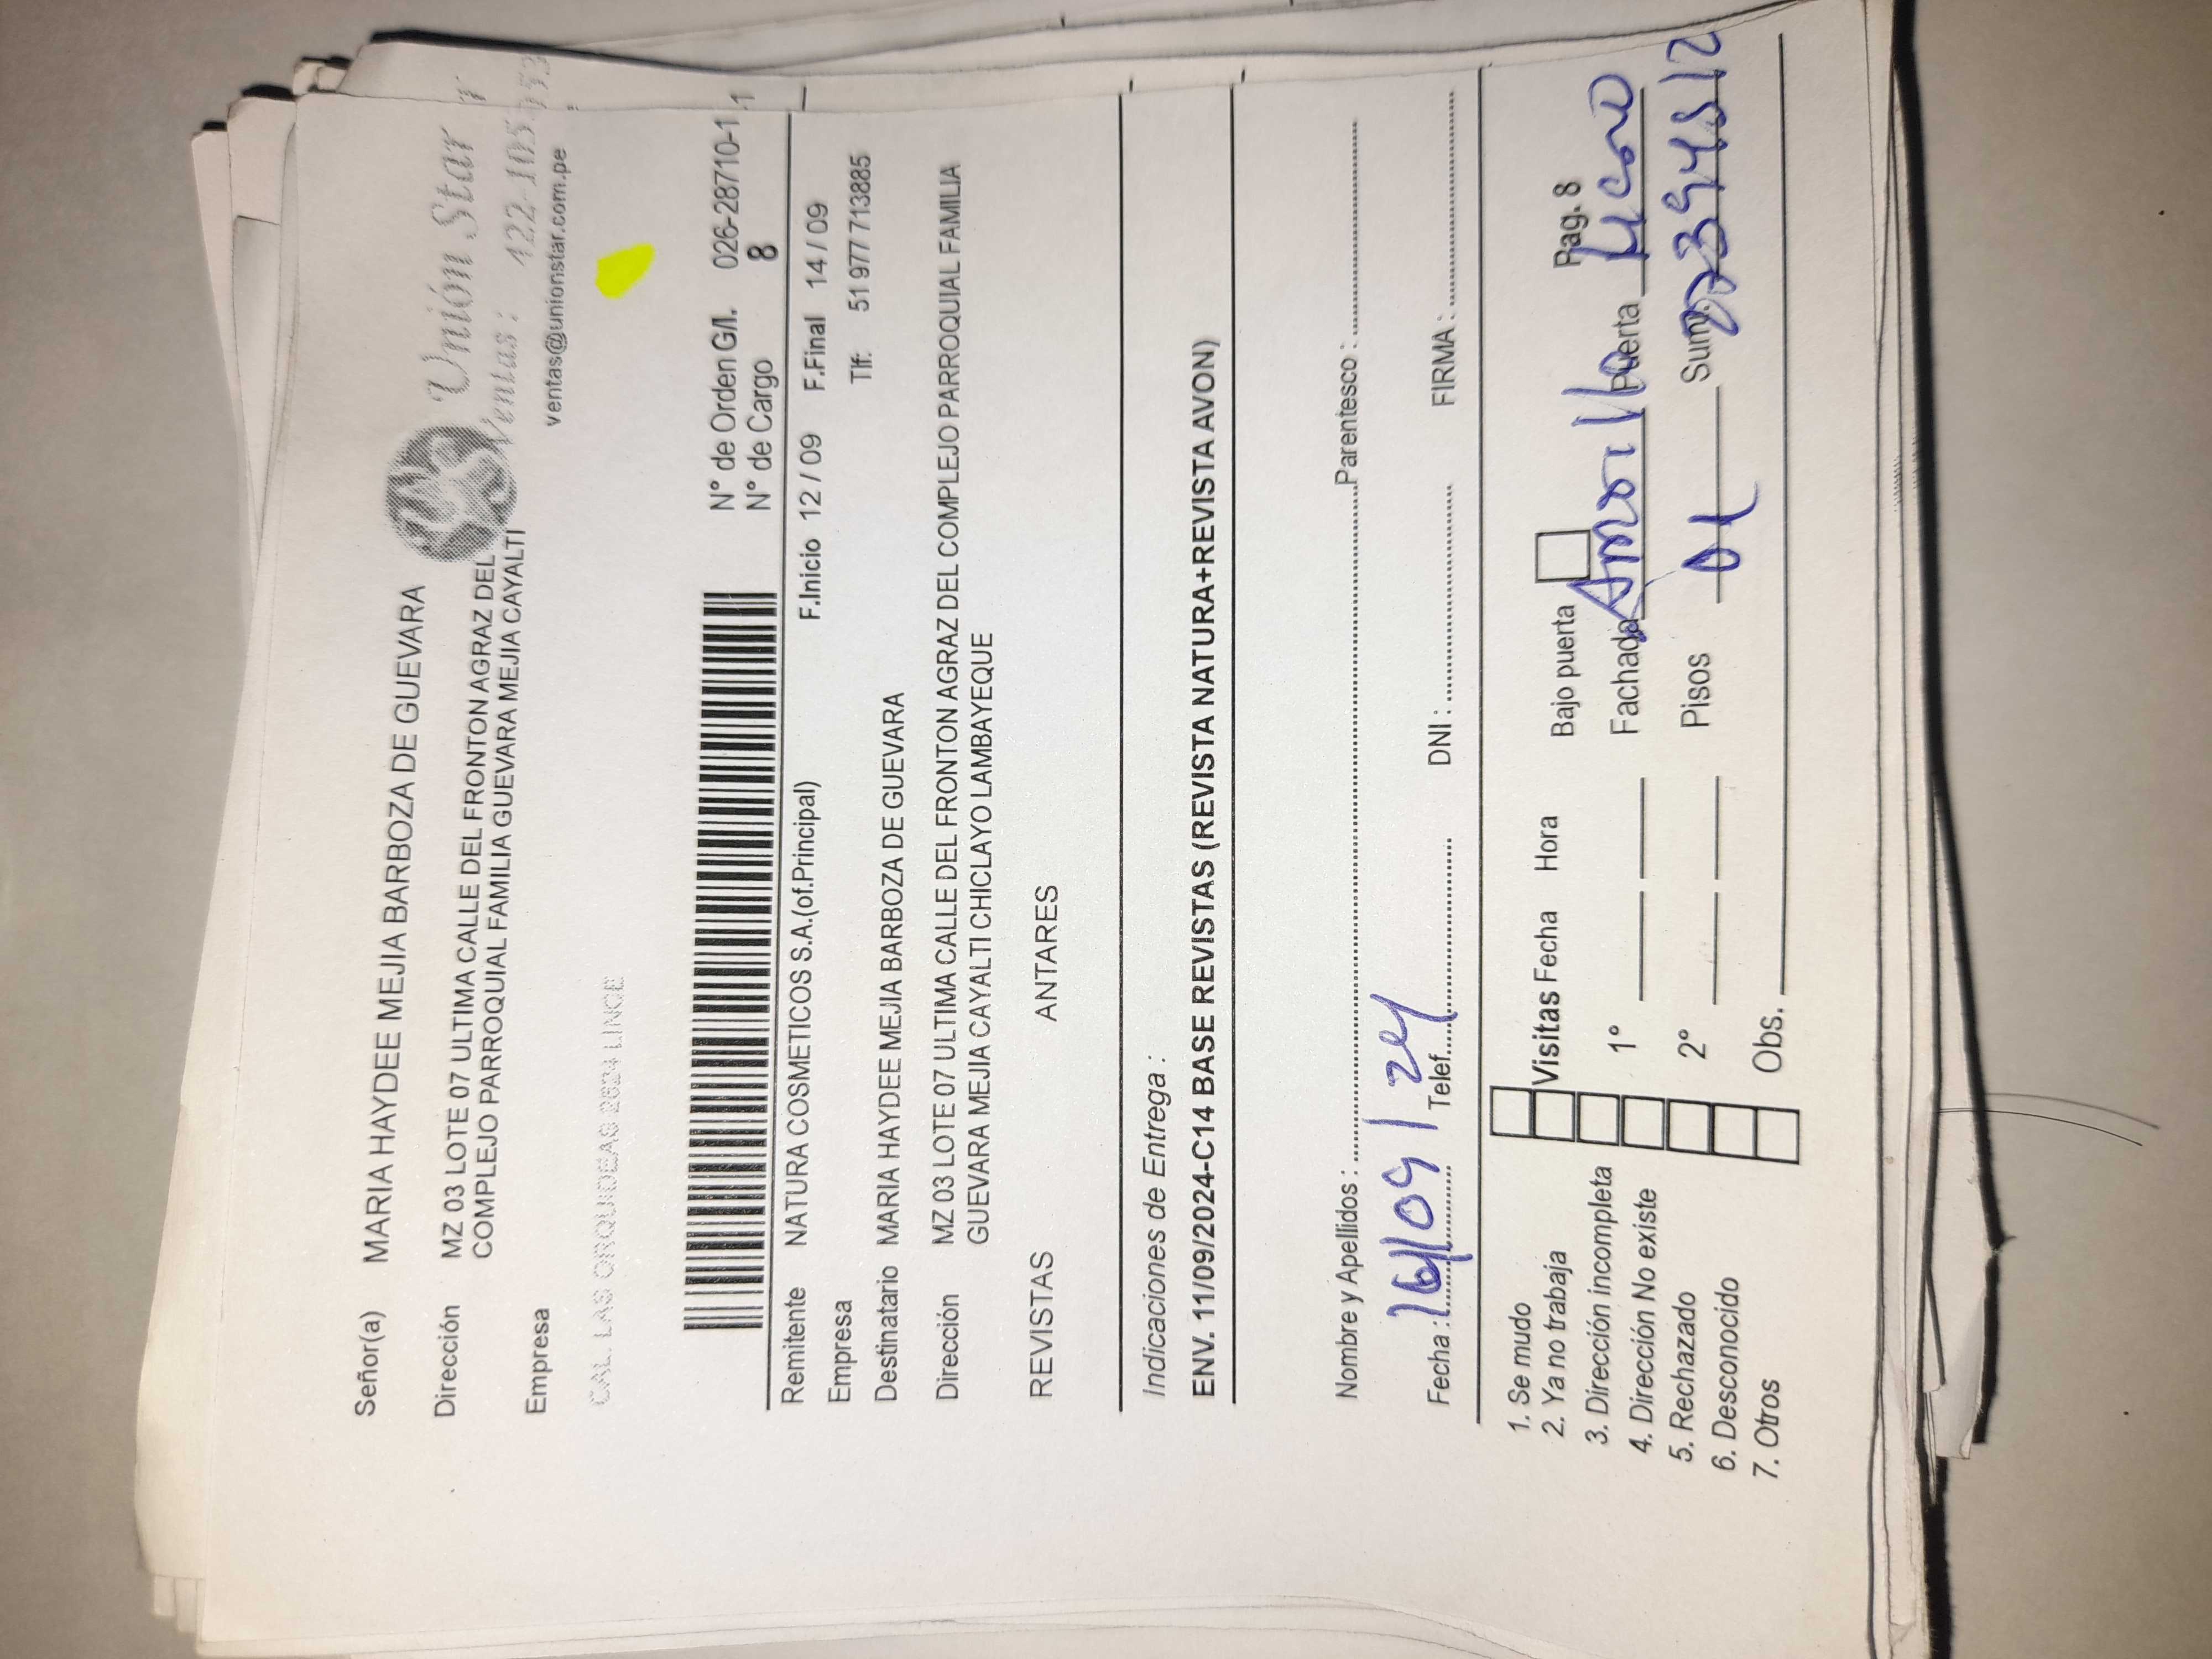 Señor(a) MARIA HAYDEE MEJIA BARBOZA DE GUEVARA
Unión Star
Dirección MZ 03 LOTE 07 ULTIMA CALLE DEL FRONTON AGRAZ DEL
COMPLEJO PARROQUIAL FAMILIA GUEVARA MEJIA CAYALTI
Ventas : 422-105
Empresa
ventas@unionstar.com.pe
CAL. LAS ORQUIDEAS 2624 LINCE
N° de Orden G/l. 026-28710-1
N° de Cargo 8
Remitente NATURA COSMETICOS S.A.(of.Principal) F.Inicio 12 / 09 F.Final 14 / 09
Empresa Tlf: 51 977 713885
Destinatario MARIA HAYDEE MEJIA BARBOZA DE GUEVARA
Dirección MZ 03 LOTE 07 ULTIMA CALLE DEL FRONTON AGRAZ DEL COMPLEJO PARROQUIAL FAMILIA
GUEVARA MEJIA CAYALTI CHICLAYO LAMBAYEQUE
REVISTAS ANTARES
Indicaciones de Entrega :
ENV. 11/09/2024-C14 BASE REVISTAS (REVISTA NATURA+REVISTA AVON)
Nombre y Apellidos : Parentesco :
Fecha : 16/09/24 Telef. DNI : FIRMA :
1. Se mudo
2. Ya no trabaja Visitas Fecha Hora Bajo puerta Pag. 8
3. Dirección incompleta 1° Fachada Amarillo Puerta
4. Dirección No existe
5. Rechazado 2° Pisos 01 Sum.
6. Desconocido
7. Otros Obs.